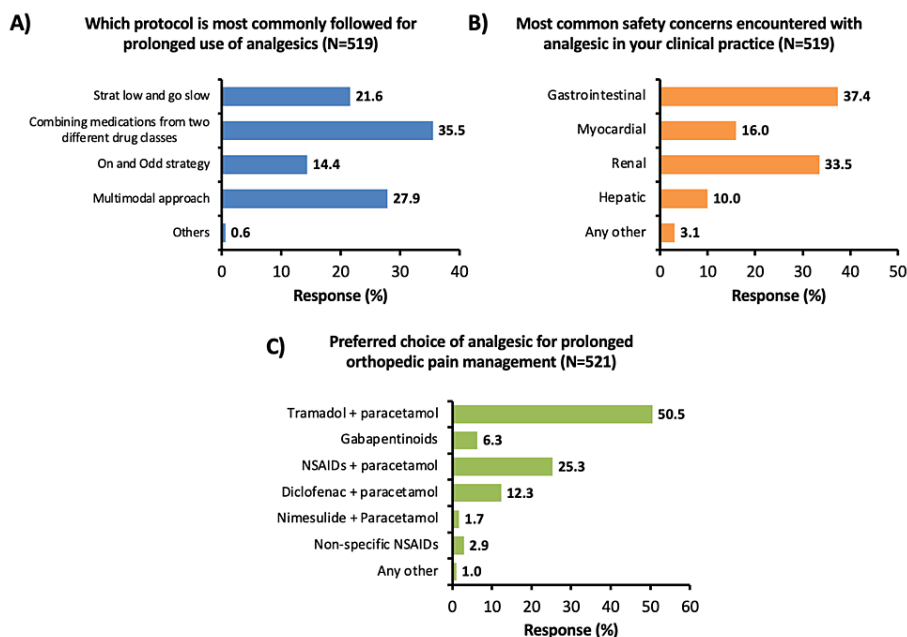 A)
Which protocol is most commonly followed for
prolonged use of analgesics (N=519)
Strat low and go slow
21.6
Combining medications from two
different drug classes
35.5
On and Odd strategy
14.4
Multimodal approach
27.9
Others
0.6
0 10 20 30 40
Response (%)
B)
Most common safety concerns encountered with
analgesic in your clinical practice (N=519)
Gastrointestinal
37.4
Myocardial
16.0
Renal
33.5
Hepatic
10.0
Any other
3.1
0 10 20 30 40 50
Response (%)
C)
Preferred choice of analgesic for prolonged
orthopedic pain management (N=521)
Tramadol + paracetamol
50.5
Gabapentinoids
6.3
NSAIDs + paracetamol
25.3
Diclofenac + paracetamol
12.3
Nimesulide + Paracetamol
1.7
Non-specific NSAIDs
2.9
Any other
1.0
0 10 20 30 40 50 60
Response (%)